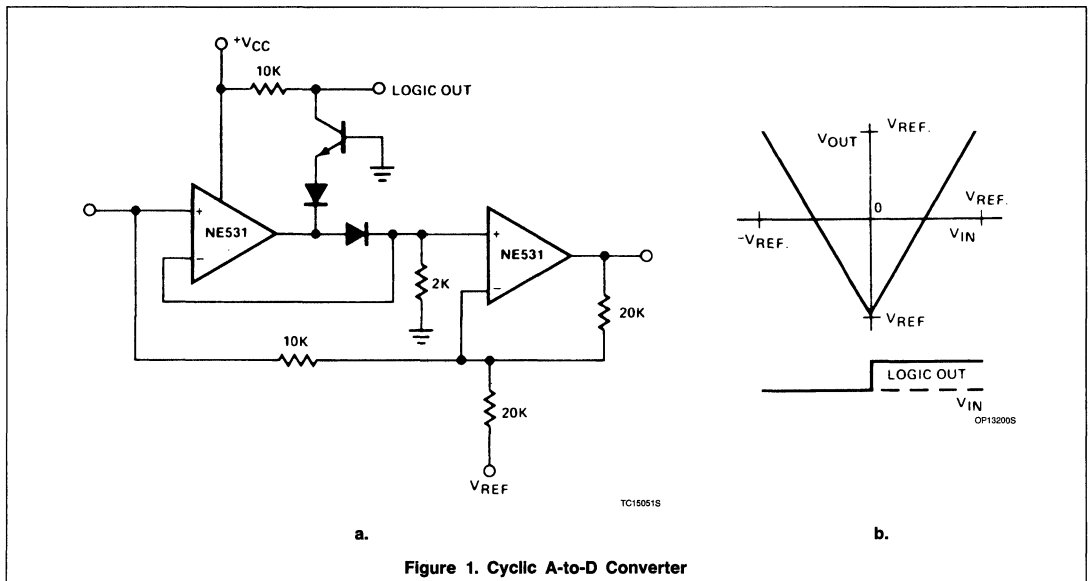 +VCC
10K
LOGIC OUT
+
NE531
−
2K
+
NE531
−
20K
10K
20K
VREF
TC15051S
a.
VOUT
VREF.
0
VREF.
−VREF.
VIN
VREF
LOGIC OUT
VIN
OP13200S
b.
Figure 1. Cyclic A-to-D Converter